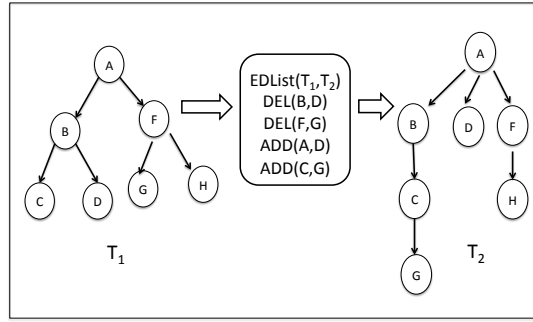 A
B
F
C
D
G
H
T1
EDList(T1,T2)
DEL(B,D)
DEL(F,G)
ADD(A,D)
ADD(C,G)
A
B
D
F
C
H
G
T2